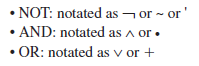 • NOT: notated as ¬ or ~ or '
• AND: notated as ∧ or •
• OR: notated as ∨ or +